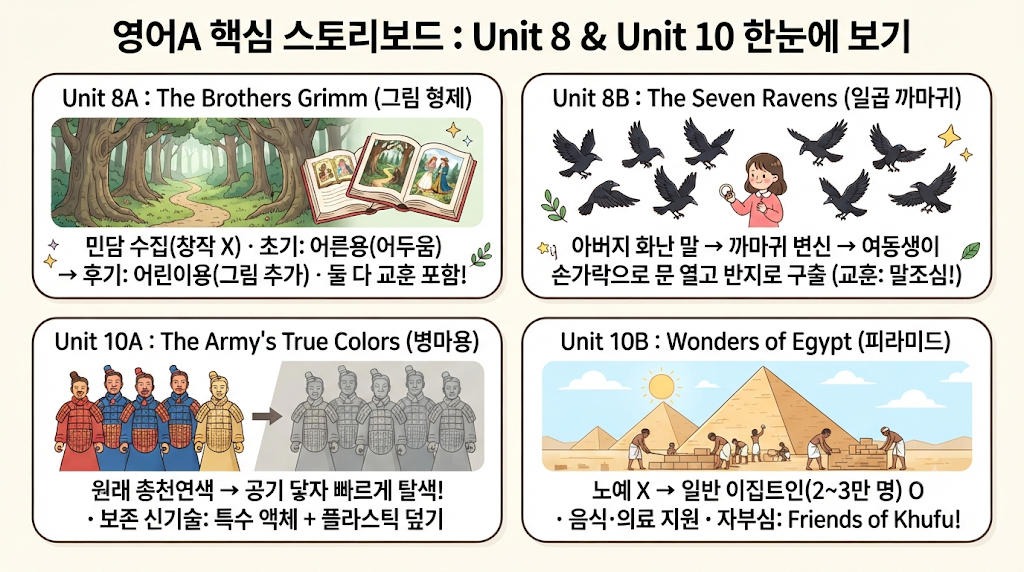 영어A 핵심 스토리보드 : Unit 8 & Unit 10 한눈에 보기
Unit 8A : The Brothers Grimm (그림 형제)
민담 수집(창작 X) · 초기: 어른용(어두움)
→ 후기: 어린이용(그림 추가) · 둘 다 교훈 포함!
Unit 8B : The Seven Ravens (일곱 까마귀)
아버지 화난 말 → 까마귀 변신 → 여동생이
손가락으로 문 열고 반지로 구출 (교훈: 말조심!)
Unit 10A : The Army's True Colors (병마용)
원래 총천연색 → 공기 닿자 빠르게 탈색!
· 보존 신기술: 특수 액체 + 플라스틱 덮기
Unit 10B : Wonders of Egypt (피라미드)
노예 X → 일반 이집트인(2~3만 명) O
· 음식·의료 지원 · 자부심: Friends of Khufu!